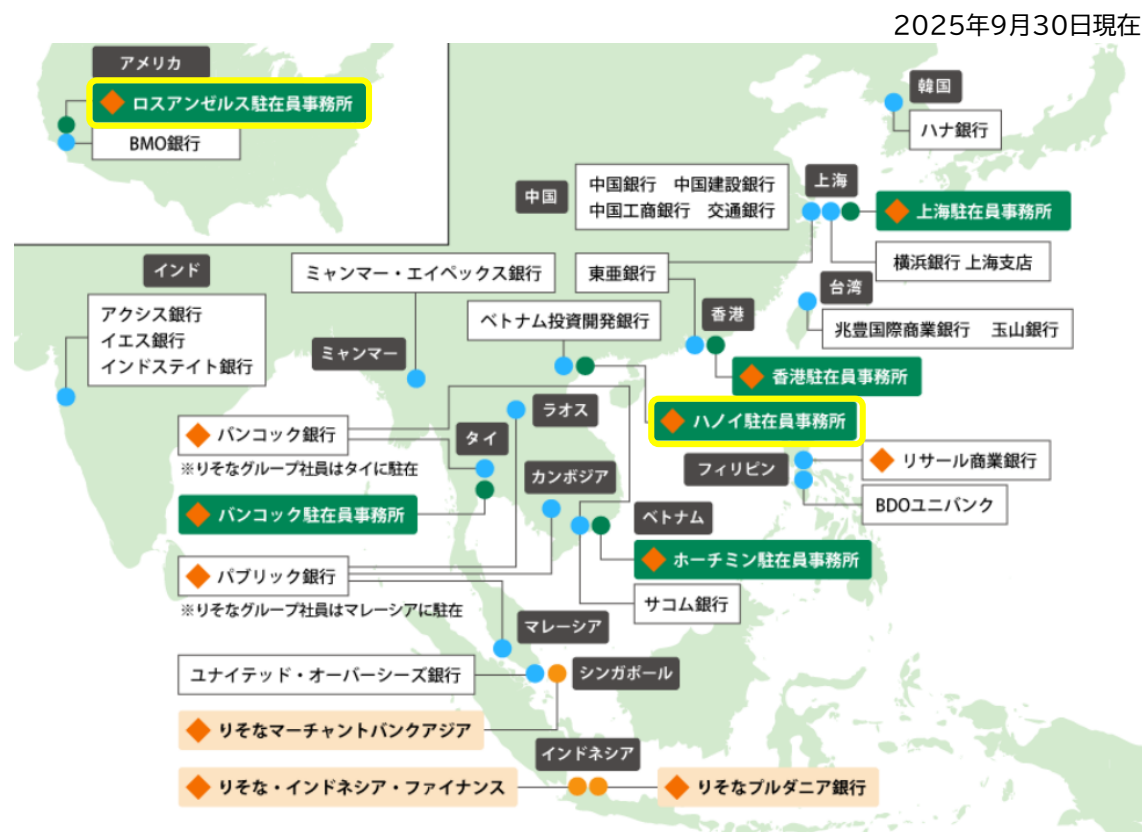 2025年9月30日現在
アメリカ
ロスアンゼルス駐在員事務所
BMO銀行
韓国
ハナ銀行
中国
中国銀行　中国建設銀行
中国工商銀行　交通銀行
上海
上海駐在員事務所
横浜銀行 上海支店
東亜銀行
インド
アクシス銀行
イエス銀行
インドステイト銀行
ミャンマー・エイペックス銀行
ミャンマー
ベトナム投資開発銀行
香港
香港駐在員事務所
台湾
兆豊国際商業銀行　玉山銀行
ハノイ駐在員事務所
ラオス
バンコック銀行
※りそなグループ社員はタイに駐在
タイ
バンコック駐在員事務所
カンボジア
フィリピン
リサール商業銀行
BDOユニバンク
ベトナム
ホーチミン駐在員事務所
サコム銀行
パブリック銀行
※りそなグループ社員はマレーシアに駐在
マレーシア
ユナイテッド・オーバーシーズ銀行
シンガポール
りそなマーチャントバンクアジア
インドネシア
りそな・インドネシア・ファイナンス
りそなプルダニア銀行